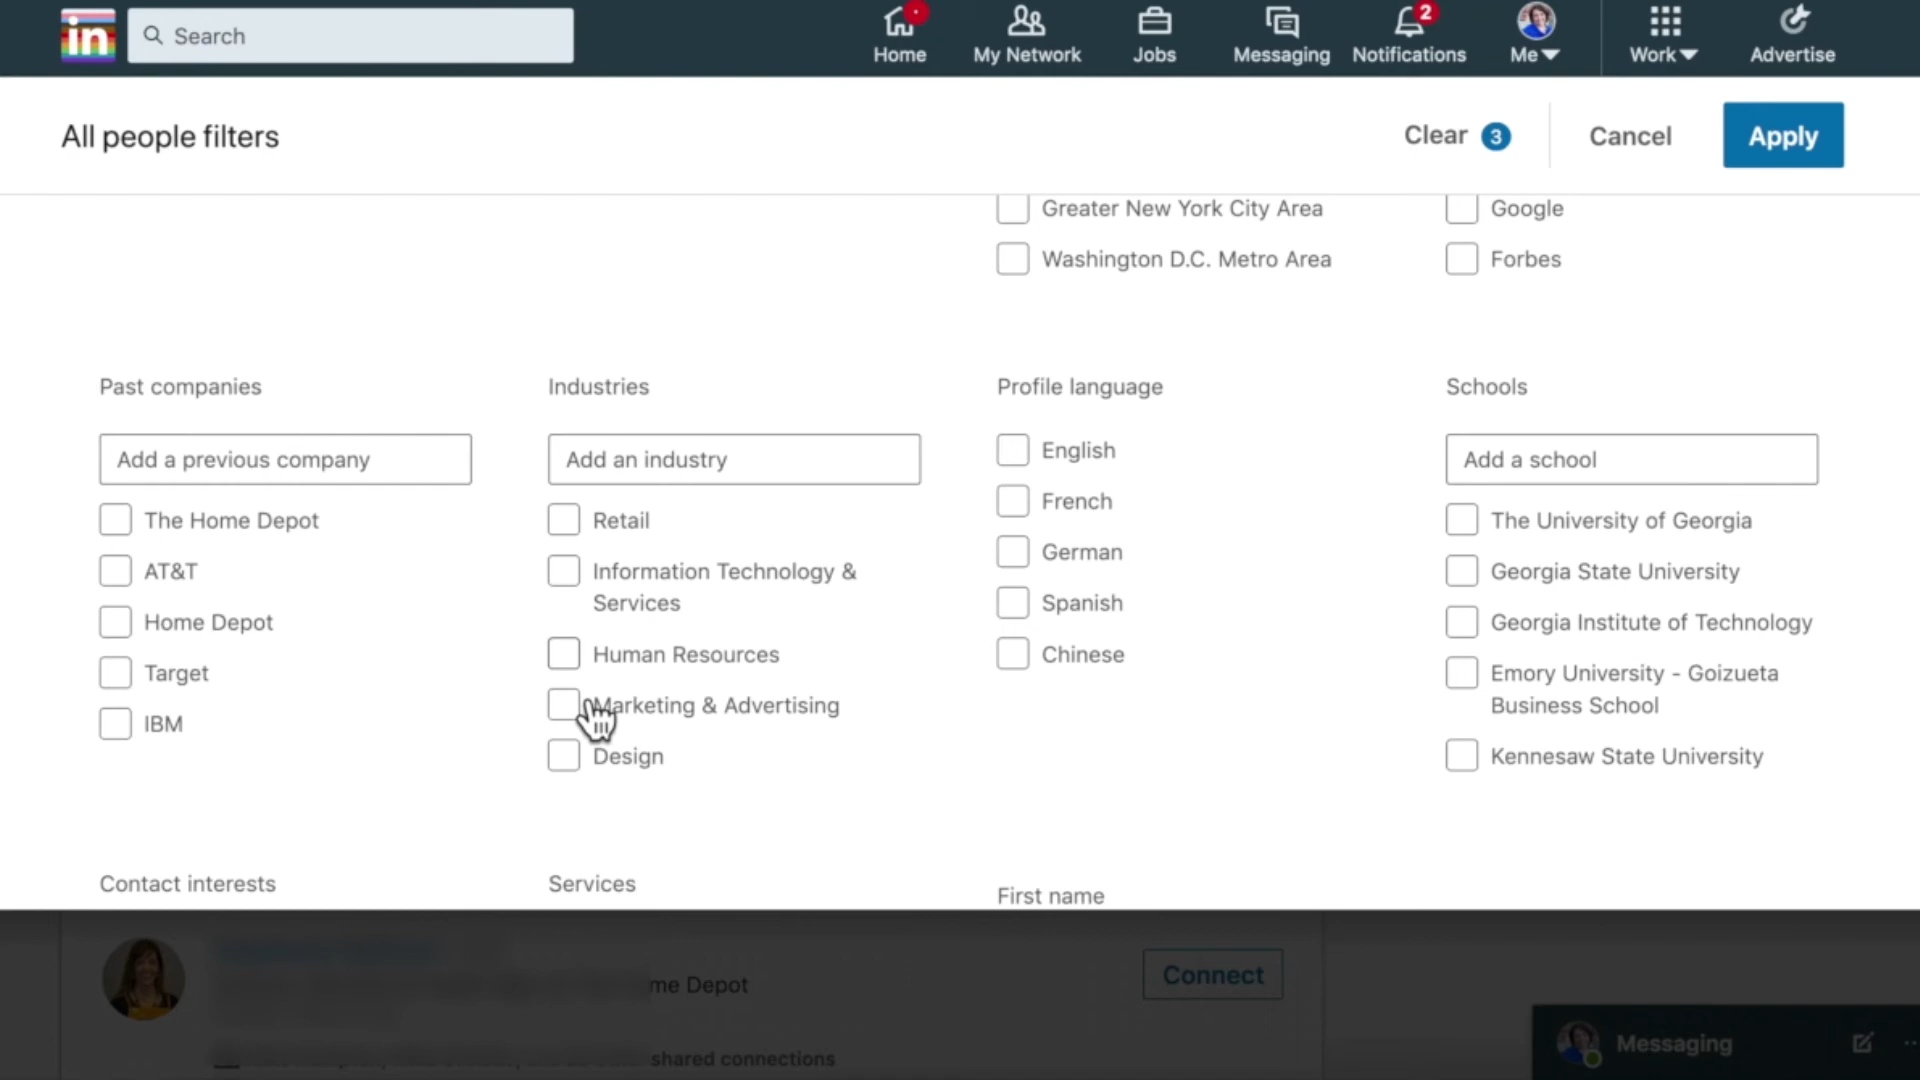 in
Search
Home
My Network
Jobs
Messaging
2
Notifications
Me
Work
Advertise
All people filters
Clear 3
Cancel
Apply
Greater New York City Area
Google
Washington D.C. Metro Area
Forbes
Past companies
Industries
Profile language
Schools
Add a previous company
Add an industry
English
Add a school
French
The Home Depot
Retail
The University of Georgia
AT&T
Information Technology &
Services
German
Georgia State University
Home Depot
Human Resources
Spanish
Georgia Institute of Technology
Target
Marketing & Advertising
Chinese
Emory University - Goizueta
Business School
IBM
Design
Kennesaw State University
Contact interests
Services
First name
me Depot
Connect
shared connections
Messaging